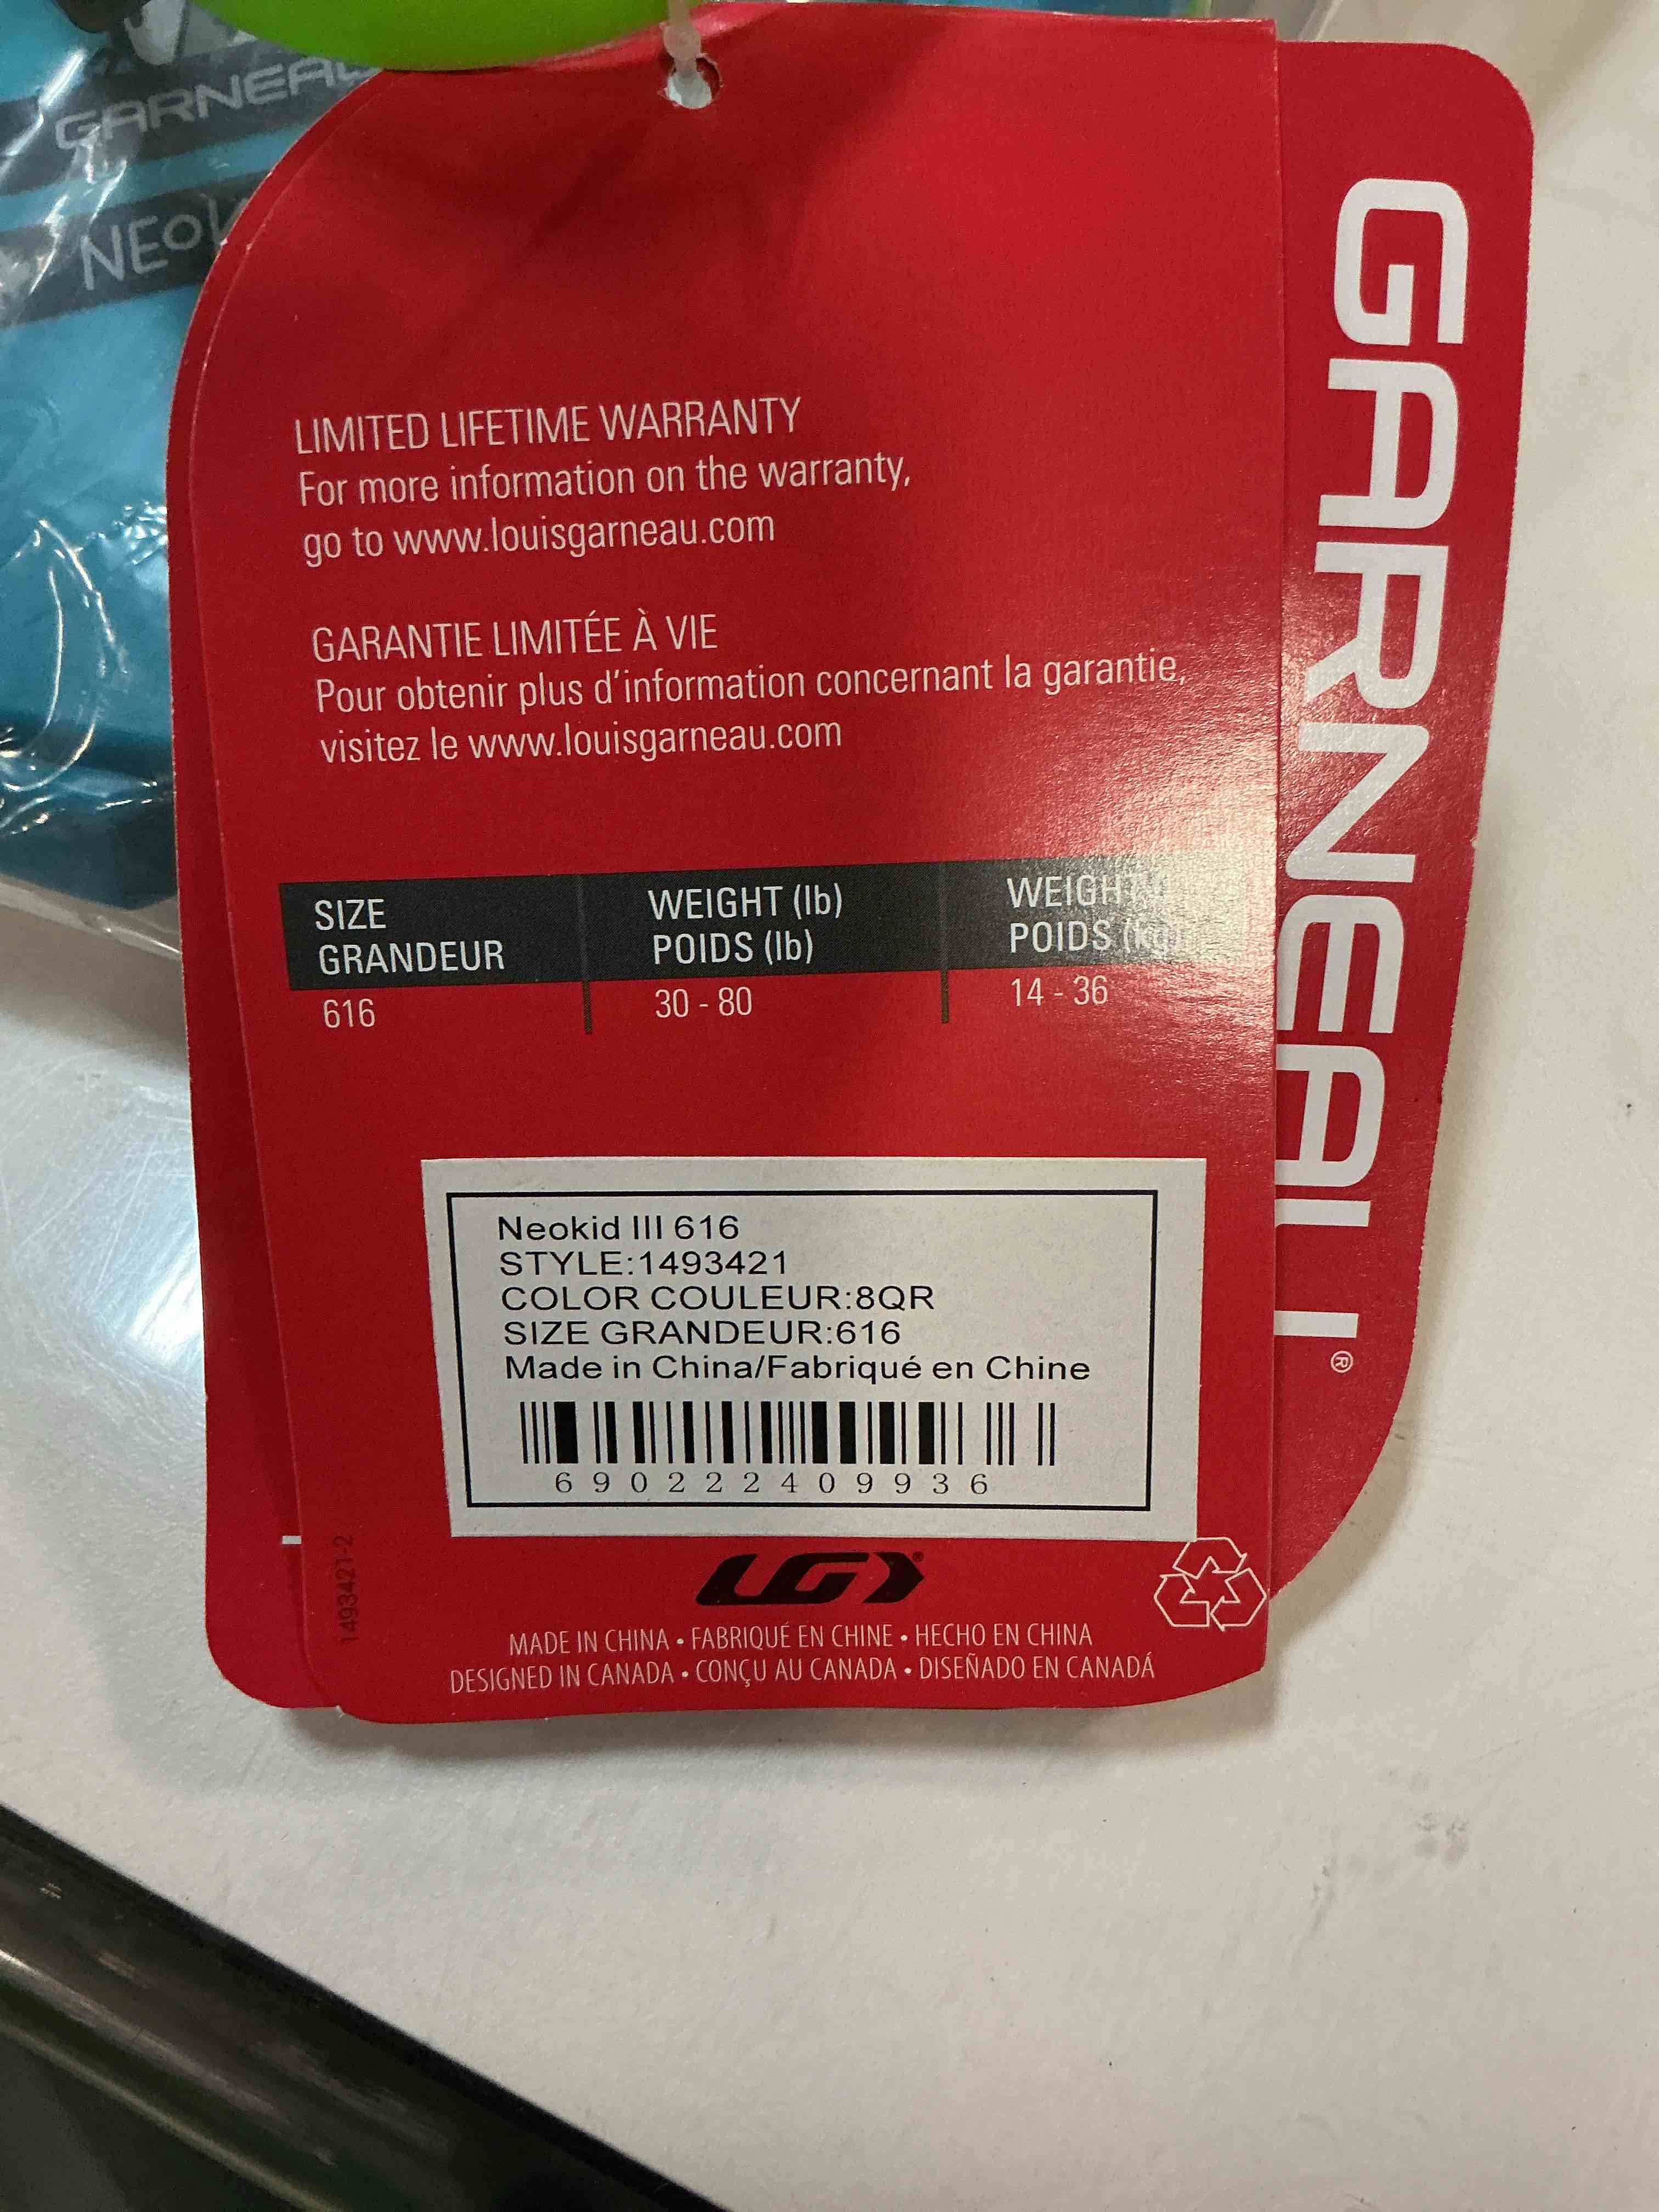 GARNEAU
LIMITED LIFETIME WARRANTY
For more information on the warranty,
go to www.louisgarneau.com
GARANTIE LIMITÉE À VIE
Pour obtenir plus d'information concernant la garantie,
visitez le www.louisgarneau.com
SIZE WEIGHT (lb) WEIGHT
GRANDEUR POIDS (lb) POIDS (kg)
616 30 - 80 14 - 36
Neokid III 616
STYLE:1493421
COLOR COULEUR:8QR
SIZE GRANDEUR:616
Made in China/Fabriqué en Chine
690222409936
1493421-2
LG
MADE IN CHINA • FABRIQUÉ EN CHINE • HECHO EN CHINA
DESIGNED IN CANADA • CONÇU AU CANADA • DISEÑADO EN CANADÁ
GARNEAU®